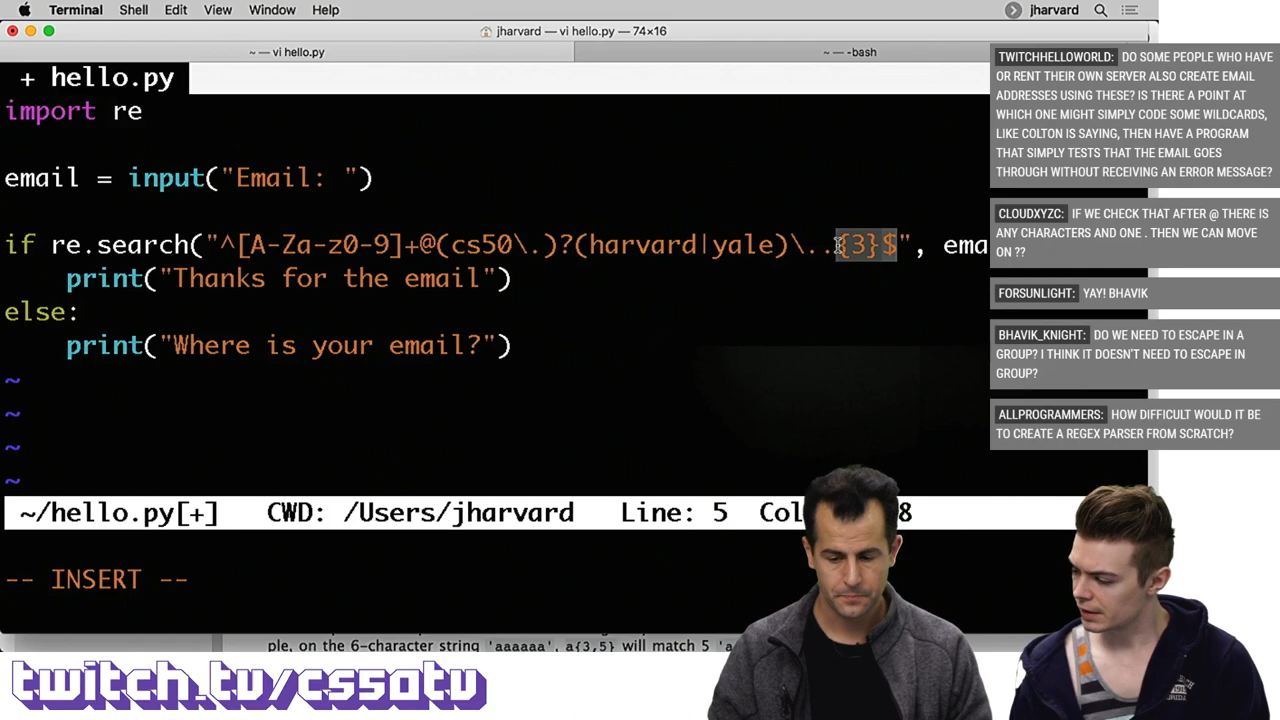 Terminal Shell Edit View Window Help jharvard
jharvard — vi hello.py — 74×16
~ — vi hello.py ~ — -bash
+ hello.py
import re
email = input("Email: ")
if re.search("^[A-Za-z0-9]+@(cs50\.)?(harvard|yale)\..{3}$", ema
print("Thanks for the email")
else:
print("Where is your email?")
~
~
~
~
~/hello.py[+] CWD: /Users/jharvard Line: 5 Col 8
-- INSERT --
ple, on the 6-character string 'aaaaaa', a{3,5} will match 5 'a
twitch.tv/cs50tv
TWITCHHELLOWORLD: DO SOME PEOPLE WHO HAVE
OR RENT THEIR OWN SERVER ALSO CREATE EMAIL
ADDRESSES USING THESE? IS THERE A POINT AT
WHICH ONE MIGHT SIMPLY CODE SOME WILDCARDS,
LIKE COLTON IS SAYING, THEN HAVE A PROGRAM
THAT SIMPLY TESTS THAT THE EMAIL GOES
THROUGH WITHOUT RECEIVING AN ERROR MESSAGE?
CLOUDXYZC: IF WE CHECK THAT AFTER @ THERE IS
ANY CHARACTERS AND ONE . THEN WE CAN MOVE
ON ??
FORSUNLIGHT: YAY! BHAVIK
BHAVIK_KNIGHT: DO WE NEED TO ESCAPE IN A
GROUP? I THINK IT DOESN'T NEED TO ESCAPE IN
GROUP?
ALLPROGRAMMERS: HOW DIFFICULT WOULD IT BE
TO CREATE A REGEX PARSER FROM SCRATCH?